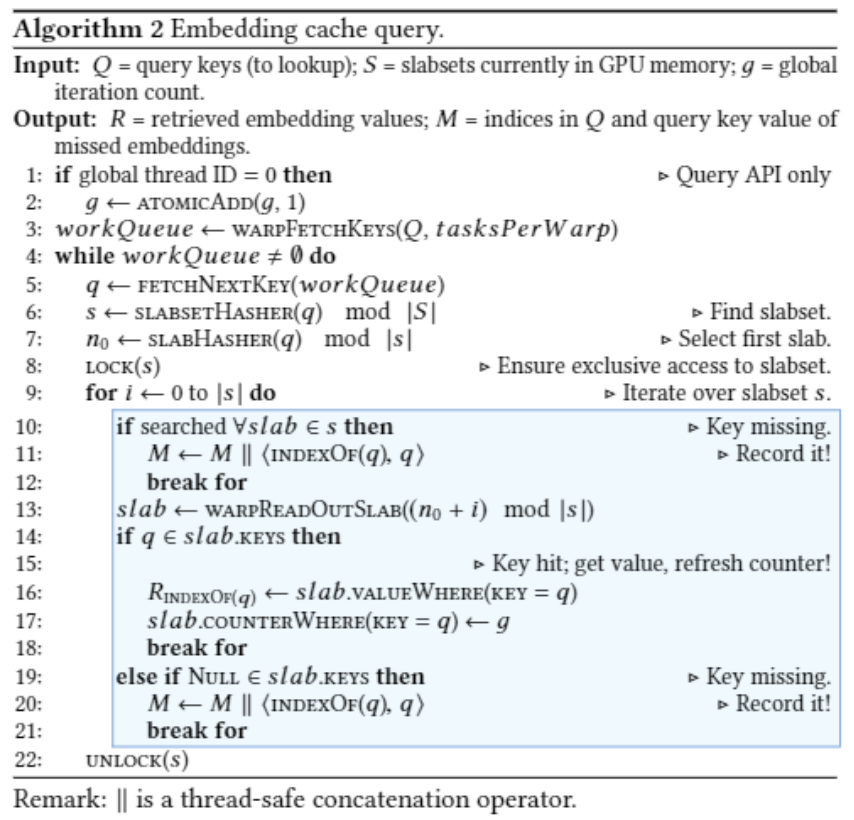 Algorithm 2 Embedding cache query.
Input: Q = query keys (to lookup); S = slabsets currently in GPU memory; g = global
iteration count.
Output: R = retrieved embedding values; M = indices in Q and query key value of
missed embeddings.
1: if global thread ID = 0 then ▹ Query API only
2: g ← ATOMICADD(g, 1)
3: workQueue ← WARPFETCHKEYS(Q, tasksPerWarp)
4: while workQueue ≠ ∅ do
5: q ← FETCHNEXTKEY(workQueue)
6: s ← SLABSETHASHER(q) mod |S| ▹ Find slabset.
7: n₀ ← SLABHASHER(q) mod |s| ▹ Select first slab.
8: LOCK(s) ▹ Ensure exclusive access to slabset.
9: for i ← 0 to |s| do ▹ Iterate over slabset s.
10: if searched ∀slab ∈ s then ▹ Key missing.
11: M ← M ∥ ⟨INDEXOF(q), q⟩ ▹ Record it!
12: break for
13: slab ← WARPREADOUTSLAB((n₀ + i) mod |s|)
14: if q ∈ slab.KEYS then
15: ▹ Key hit; get value, refresh counter!
16: R_INDEXOF(q) ← slab.VALUEWHERE(KEY = q)
17: slab.COUNTERWHERE(KEY = q) ← g
18: break for
19: else if NULL ∈ slab.KEYS then ▹ Key missing.
20: M ← M ∥ ⟨INDEXOF(q), q⟩ ▹ Record it!
21: break for
22: UNLOCK(s)
Remark: ∥ is a thread-safe concatenation operator.